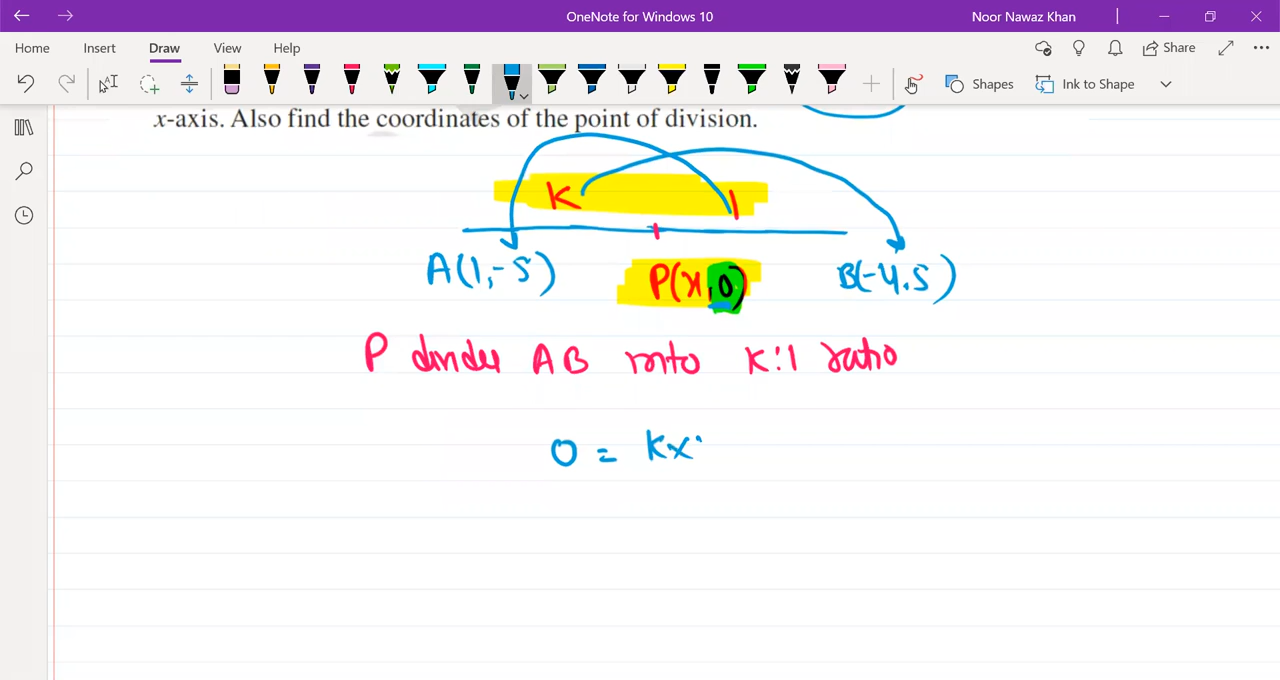 OneNote for Windows 10
Noor Nawaz Khan
Home Insert Draw View Help
Share
Shapes
Ink to Shape
x-axis. Also find the coordinates of the point of division.
K 1
A(1,-5) P(x,0) B(-4,5)
P divides AB into K:1 ratio
0 = Kx